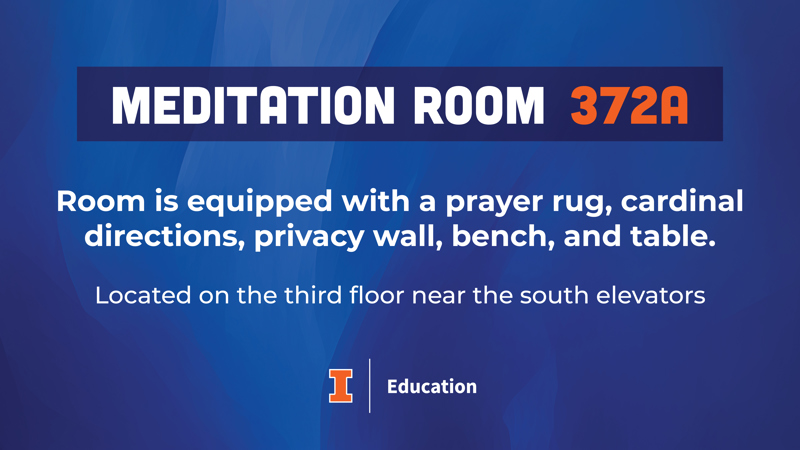 MEDITATION ROOM 372A
Room is equipped with a prayer rug, cardinal
directions, privacy wall, bench, and table.
Located on the third floor near the south elevators
I Education